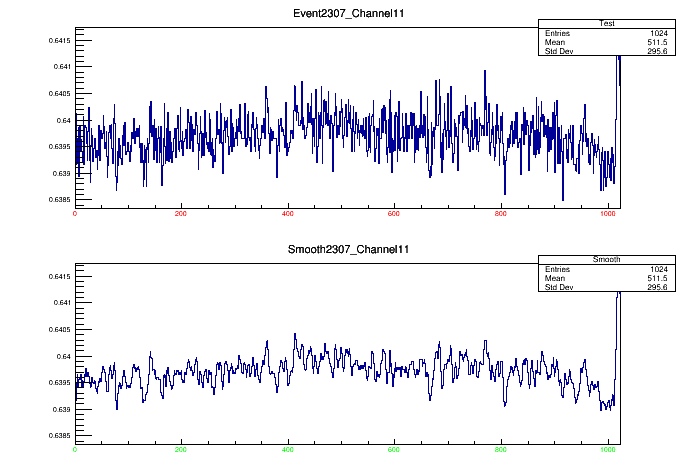 Event2307_Channel11
Test
Entries 1024
Mean 511.5
Std Dev 295.6
0.6415
0.641
0.6405
0.64
0.6395
0.639
0.6385
0 200 400 600 800 1000
Smooth2307_Channel11
Smooth
Entries 1024
Mean 511.5
Std Dev 295.6
0.6415
0.641
0.6405
0.64
0.6395
0.639
0.6385
0 200 400 600 800 1000